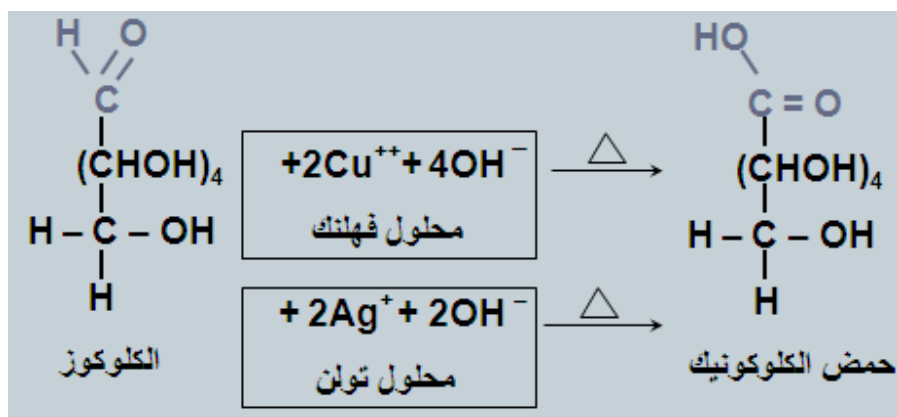 H O HO
C C = O
(CHOH)₄ +2Cu⁺⁺+ 4OH⁻ △ (CHOH)₄
محلول فهلنك
H – C – OH H – C – OH
H + 2Ag⁺ + 2OH⁻ △ H
الكلوكوز محلول تولن حمض الكلوكونيك